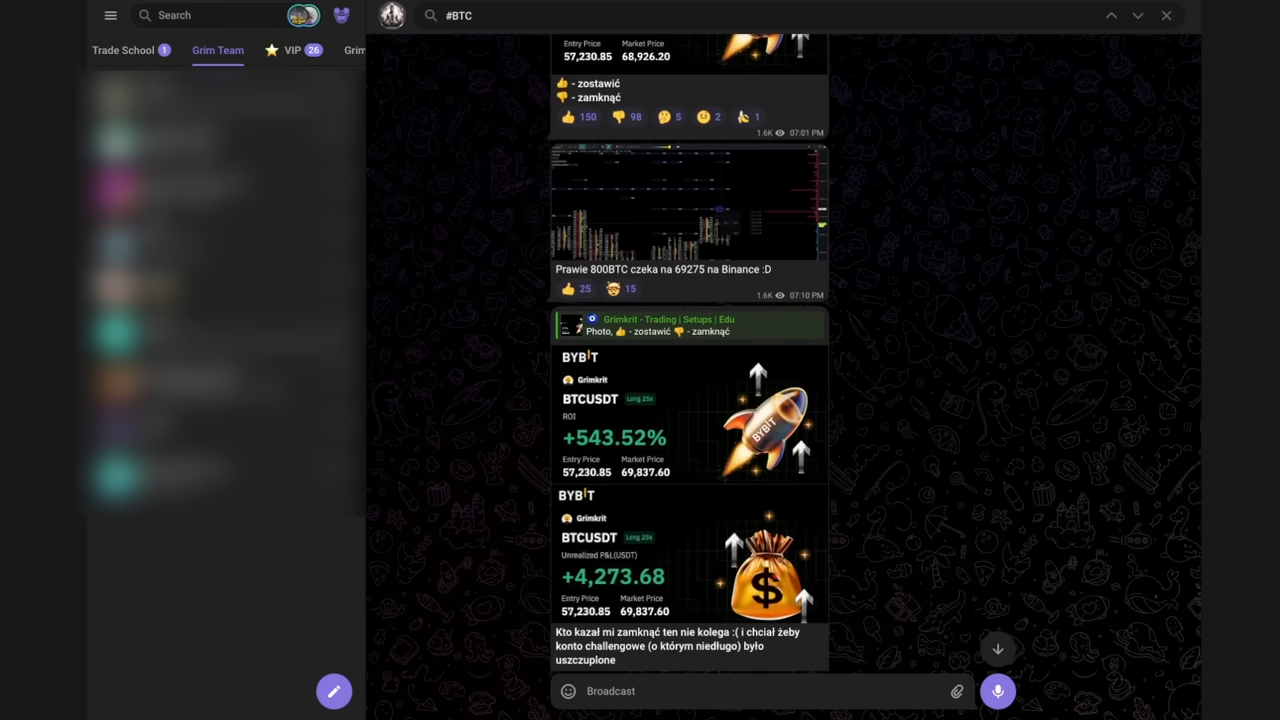 Search
#BTC
Trade School 1
Grim Team
VIP 26
Grim
Entry Price Market Price
57,230.85 68,926.20
👍 - zostawić
👎 - zamknąć
👍 150 👎 98 🤔 5 2 🍌 1
1.6K 07:01 PM
Prawie 800BTC czeka na 69275 na Binance :D
👍 25 🤯 15
1.6K 07:10 PM
Grimkrit - Trading | Setups | Edu
Photo, 👍 - zostawić 👎 - zamknąć
BYBIT
Grimkrit
BTCUSDT Long 25x
ROI
+543.52%
Entry Price Market Price
57,230.85 69,837.60
BYBIT
BYBIT
Grimkrit
BTCUSDT Long 25x
Unrealized P&L(USDT)
+4,273.68
Entry Price Market Price
57,230.85 69,837.60
$
Kto kazał mi zamknąć ten nie kolega :( i chciał żeby
konto challengowe (o którym niedługo) było
uszczuplone
Broadcast